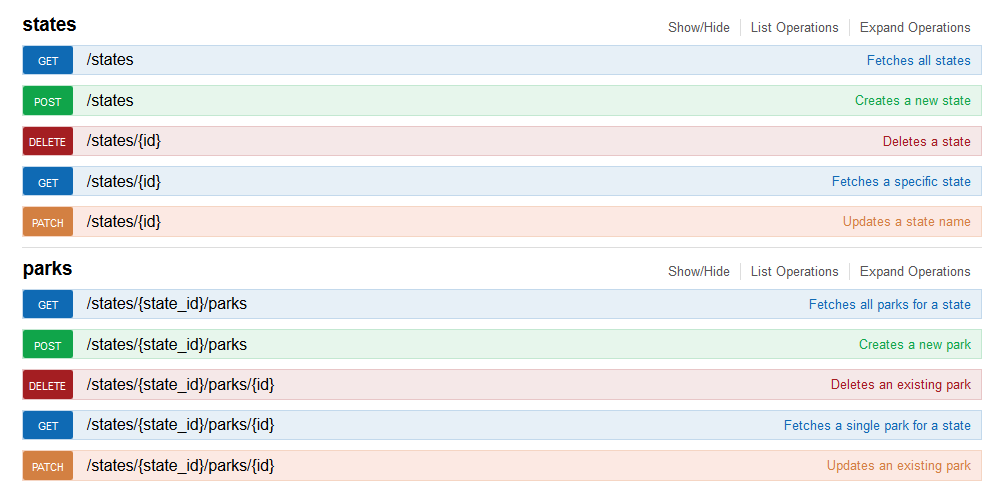 states Show/Hide List Operations Expand Operations
GET /states Fetches all states
POST /states Creates a new state
DELETE /states/{id} Deletes a state
GET /states/{id} Fetches a specific state
PATCH /states/{id} Updates a state name
parks Show/Hide List Operations Expand Operations
GET /states/{state_id}/parks Fetches all parks for a state
POST /states/{state_id}/parks Creates a new park
DELETE /states/{state_id}/parks/{id} Deletes an existing park
GET /states/{state_id}/parks/{id} Fetches a single park for a state
PATCH /states/{state_id}/parks/{id} Updates an existing park